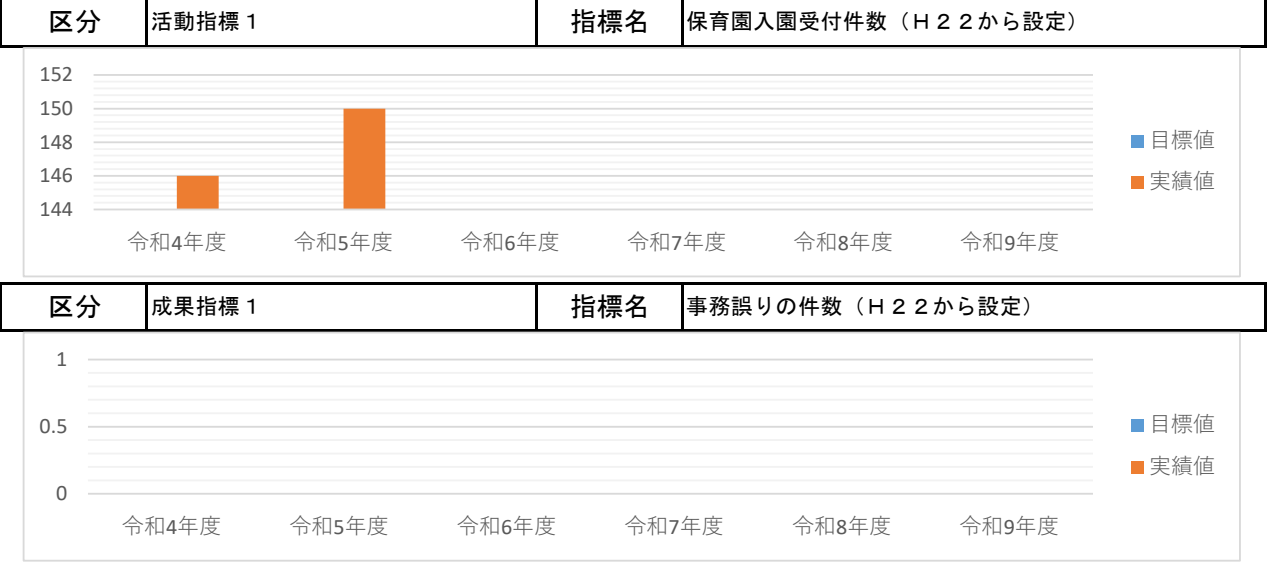 区分 活動指標１ 指標名 保育園入園受付件数（Ｈ２２から設定）
152
150
148
146
144
目標値
実績値
令和4年度 令和5年度 令和6年度 令和7年度 令和8年度 令和9年度
区分 成果指標１ 指標名 事務誤りの件数（Ｈ２２から設定）
1
0.5
0
目標値
実績値
令和4年度 令和5年度 令和6年度 令和7年度 令和8年度 令和9年度